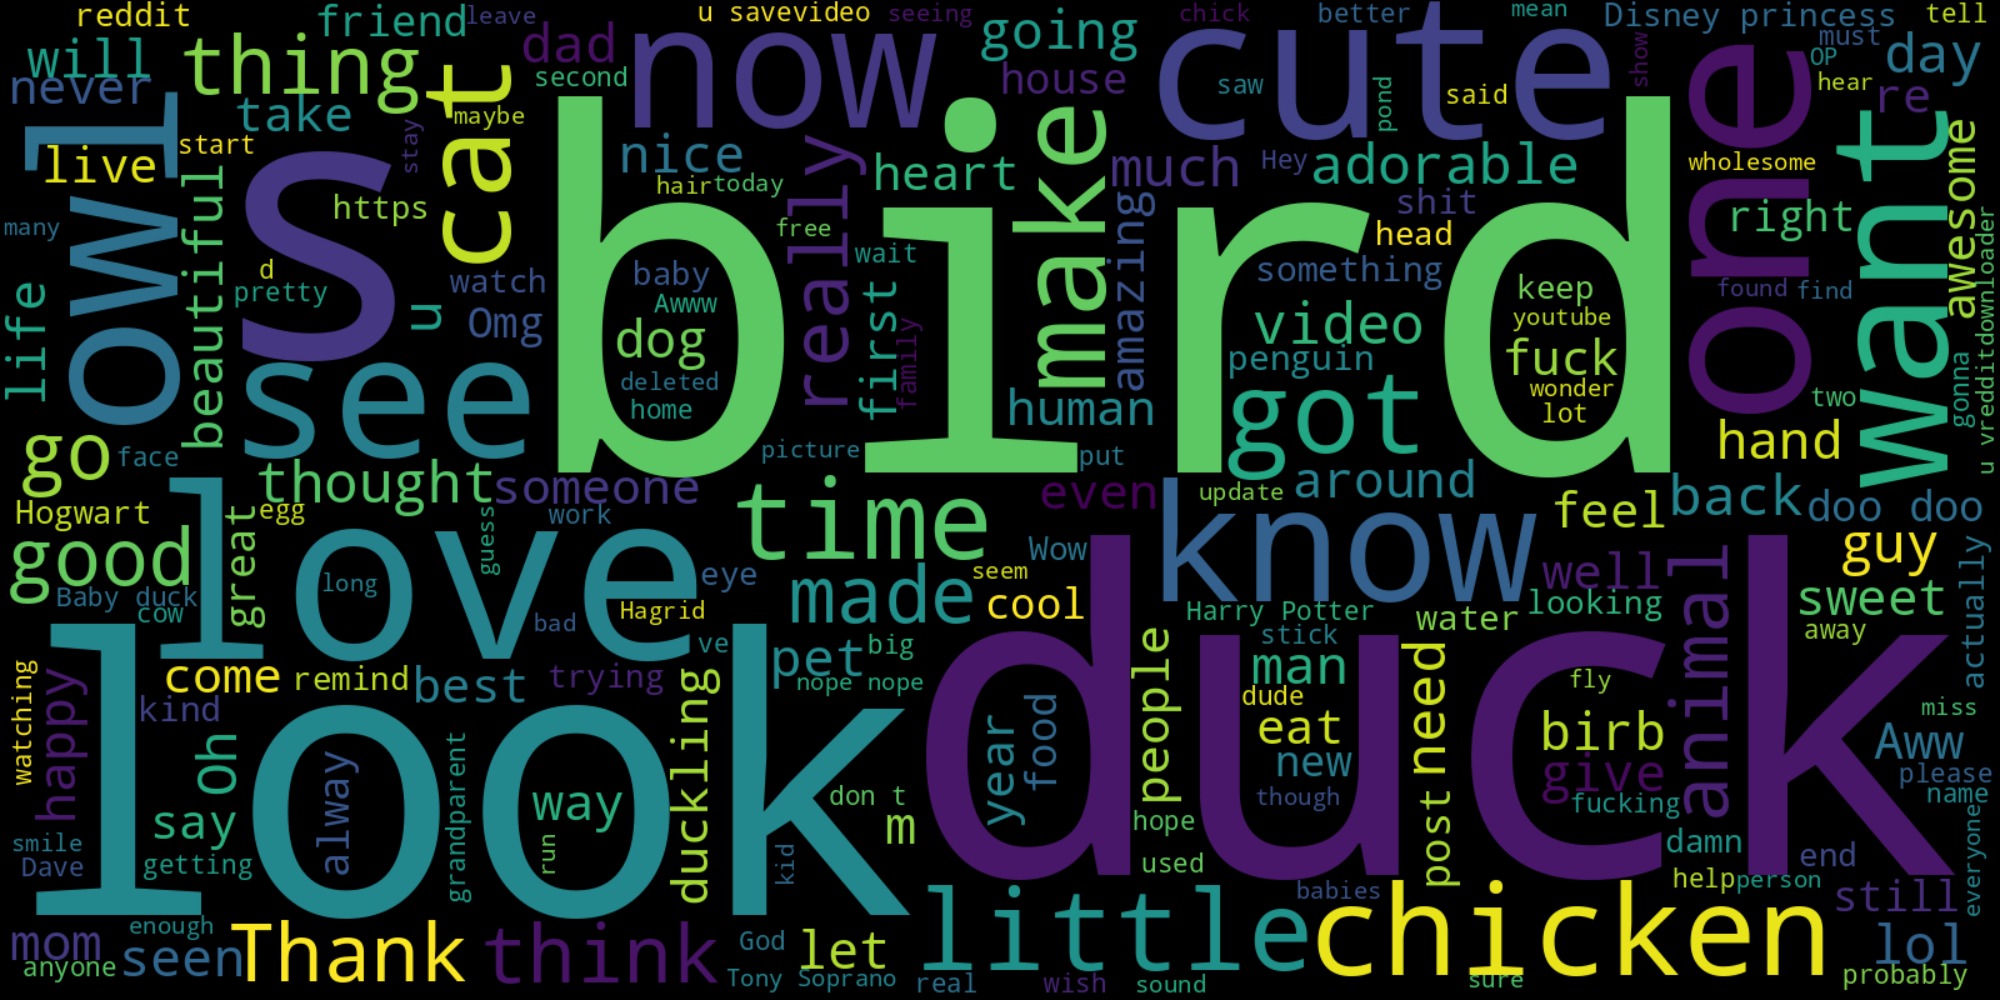 reddit
friend
leave
u savevideo
seeing
going
chick
better
mean
Disney princess
tell
will
thing
dad
now
cute
must
day
never
second
house
saw
said
show
OP
hear
re
take
cat
maybe
pond
one
want
owl
live
start
stay
S
bird
nice
really
heart
make
much
Hey
adorable
wholesome
awesome
many
beautiful
https
hair
today
free
amazing
shit
right
head
life
d
pretty
u
watch
Omg
baby
Awww
dog
deleted
home
wait
first
family
something
video
penguin
keep
youtube
fuck
wonder
lot
found
find
u vredditdownloader
gonna
two
see
human
got
hand
go
face
thought
someone
picture
put
time
even
update
around
know
feel
back
doo doo
Hogwart
egg
great
guess
work
love
long
good
Baby duck
cow
bad
Hagrid
eye
ve
Wow
seem
made
cool
Harry Potter
stick
well
looking
water
animal
guy
sweet
away
actually
watching
happy
come
remind
best
trying
duckling
pet
big
nope nope
people
man
need
fly
miss
look
kind
Oh
alway
grandparent
way
run
kid
don t
m
year
food
duck
dude
eat
new
though
post
birb
give
fucking
Aww
please
name
say
smile
Dave
getting
hope
used
damn
end
everyone
enough
little
babies
chicken
help
person
still
mom
seen
Thank
think
God
let
lol
anyone
Tony Soprano
real
wish
sound
sure
probably